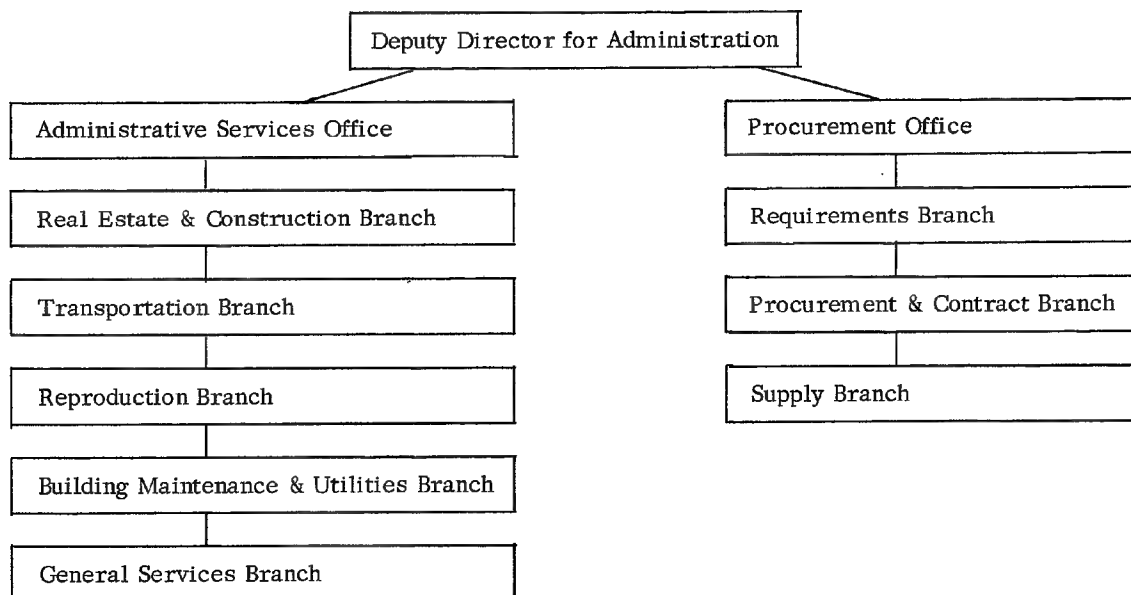 Deputy Director for Administration
Administrative Services Office
Real Estate & Construction Branch
Transportation Branch
Reproduction Branch
Building Maintenance & Utilities Branch
General Services Branch
Procurement Office
Requirements Branch
Procurement & Contract Branch
Supply Branch